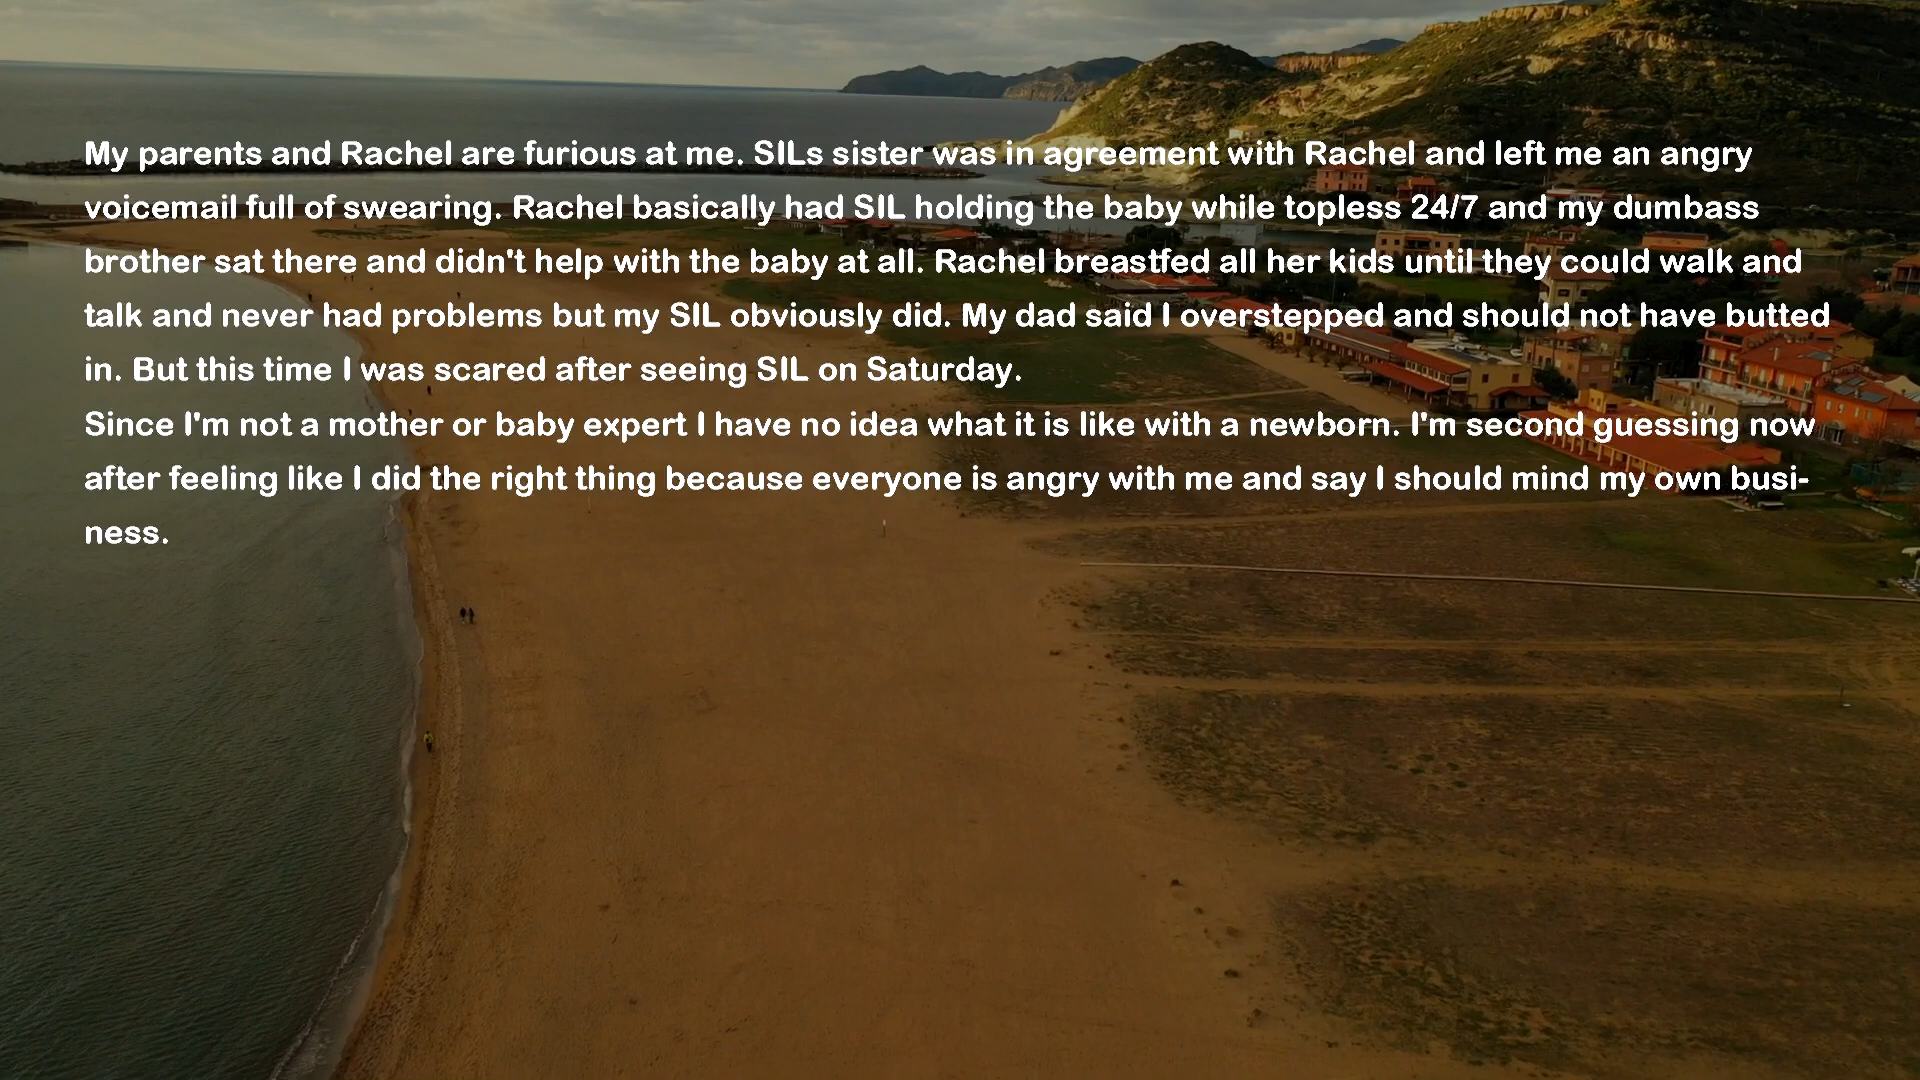 My parents and Rachel are furious at me. SILs sister was in agreement with Rachel and left me an angry
voicemail full of swearing. Rachel basically had SIL holding the baby while topless 24/7 and my dumbass
brother sat there and didn't help with the baby at all. Rachel breastfed all her kids until they could walk and
talk and never had problems but my SIL obviously did. My dad said I overstepped and should not have butted
in. But this time I was scared after seeing SIL on Saturday.
Since I'm not a mother or baby expert I have no idea what it is like with a newborn. I'm second guessing now
after feeling like I did the right thing because everyone is angry with me and say I should mind my own busi-
ness.